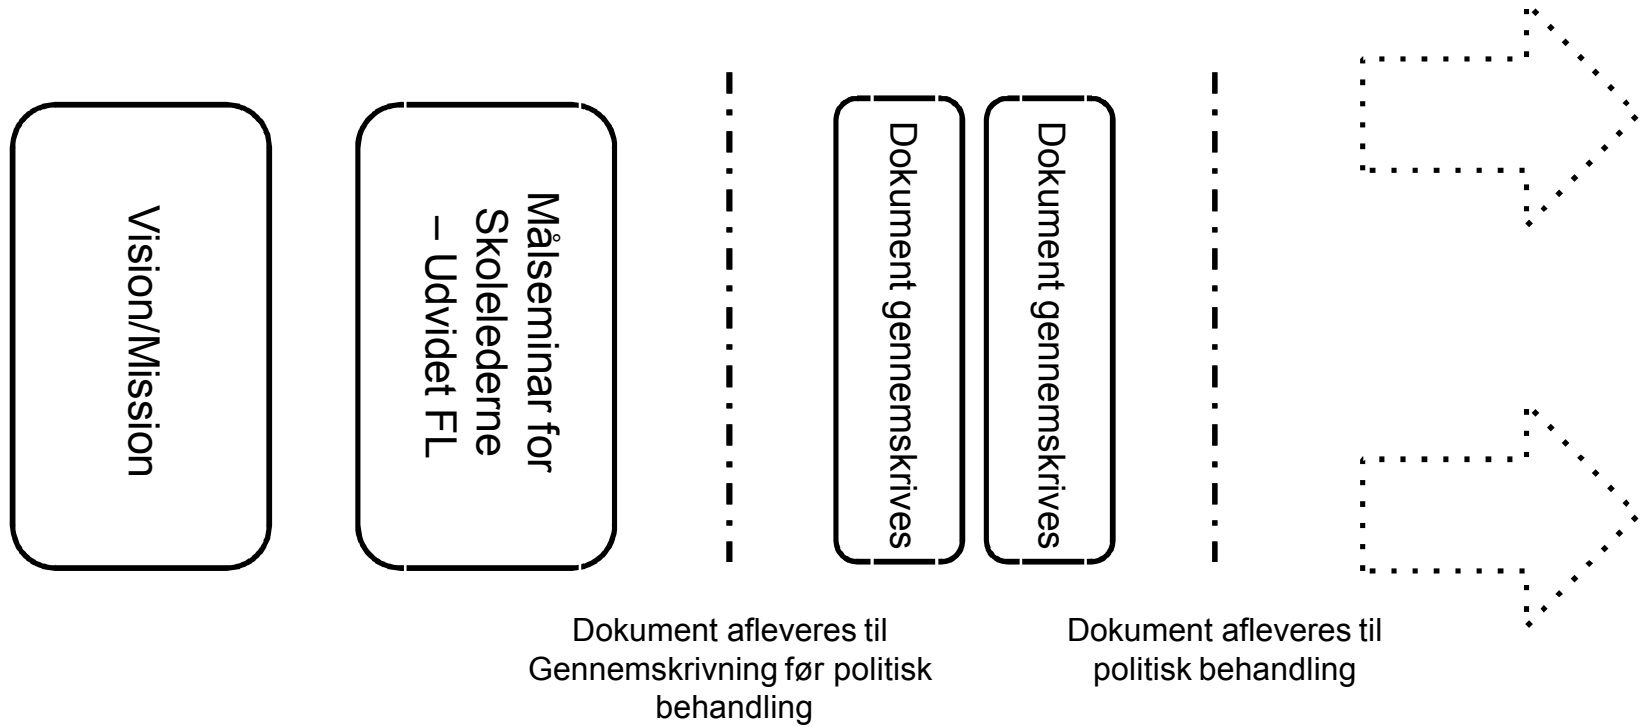 Vision/Mission
Målseminar for
Skolelederne
– Udvidet FL
Dokument gennemskrives
Dokument gennemskrives
Dokument afleveres til
Gennemskrivning før politisk
behandling
Dokument afleveres til
politisk behandling